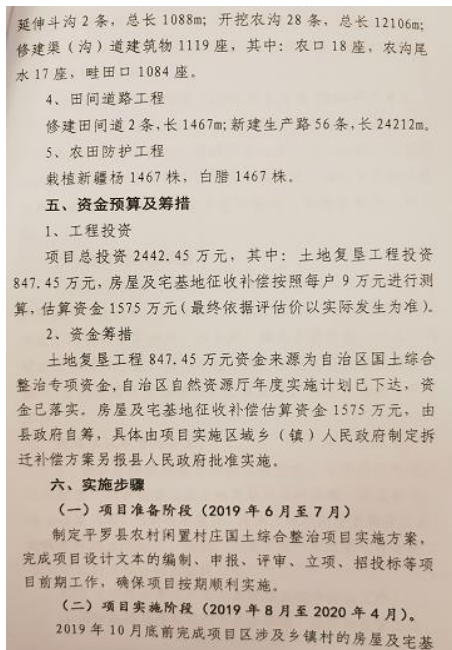 延伸斗沟2条，总长1088m；开挖农沟28条，总长12106m；
修建渠（沟）道建筑物1119座，其中：农口18座，农沟尾
水17座，畦田口1084座。
4、田间道路工程
修建田间道2条，长1467m；新建生产路56条，长24212m。
5、农田防护工程
栽植新疆杨1467株，白腊1467株。
五、资金预算及筹措
1、工程投资
项目总投资2442.45万元，其中：土地复垦工程投资
847.45万元，房屋及宅基地征收补偿按照每户9万元进行测
算，估算资金1575万元（最终依据评估价以实际发生为准）。
2、资金筹措
土地复垦工程847.45万元资金来源为自治区国土综合
整治专项资金，自治区自然资源厅年度实施计划已下达，资
金已落实。房屋及宅基地征收补偿估算资金1575万元，由
县政府自筹，具体由项目实施区域乡（镇）人民政府制定拆
迁补偿方案另报县人民政府批准实施。
六、实施步骤
（一）项目准备阶段（2019年6月至7月）
制定平罗县农村闲置村庄国土综合整治项目实施方案，
完成项目设计文本的编制、申报、评审、立项、招投标等项
目前期工作，确保项目按期顺利实施。
（二）项目实施阶段（2019年8月至2020年4月）。
2019年10月底前完成项目区涉及乡镇村的房屋及宅基